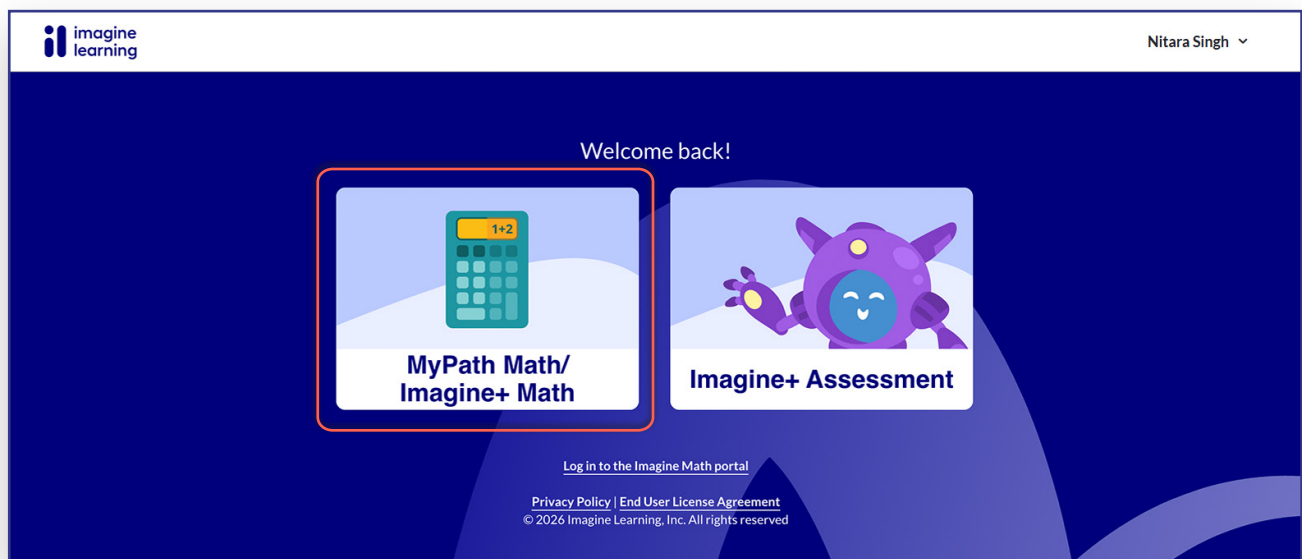 imagine
learning
Nitara Singh
Welcome back!
1+2
MyPath Math/
Imagine+ Math
Imagine+ Assessment
Log in to the Imagine Math portal
Privacy Policy | End User License Agreement
© 2026 Imagine Learning, Inc. All rights reserved